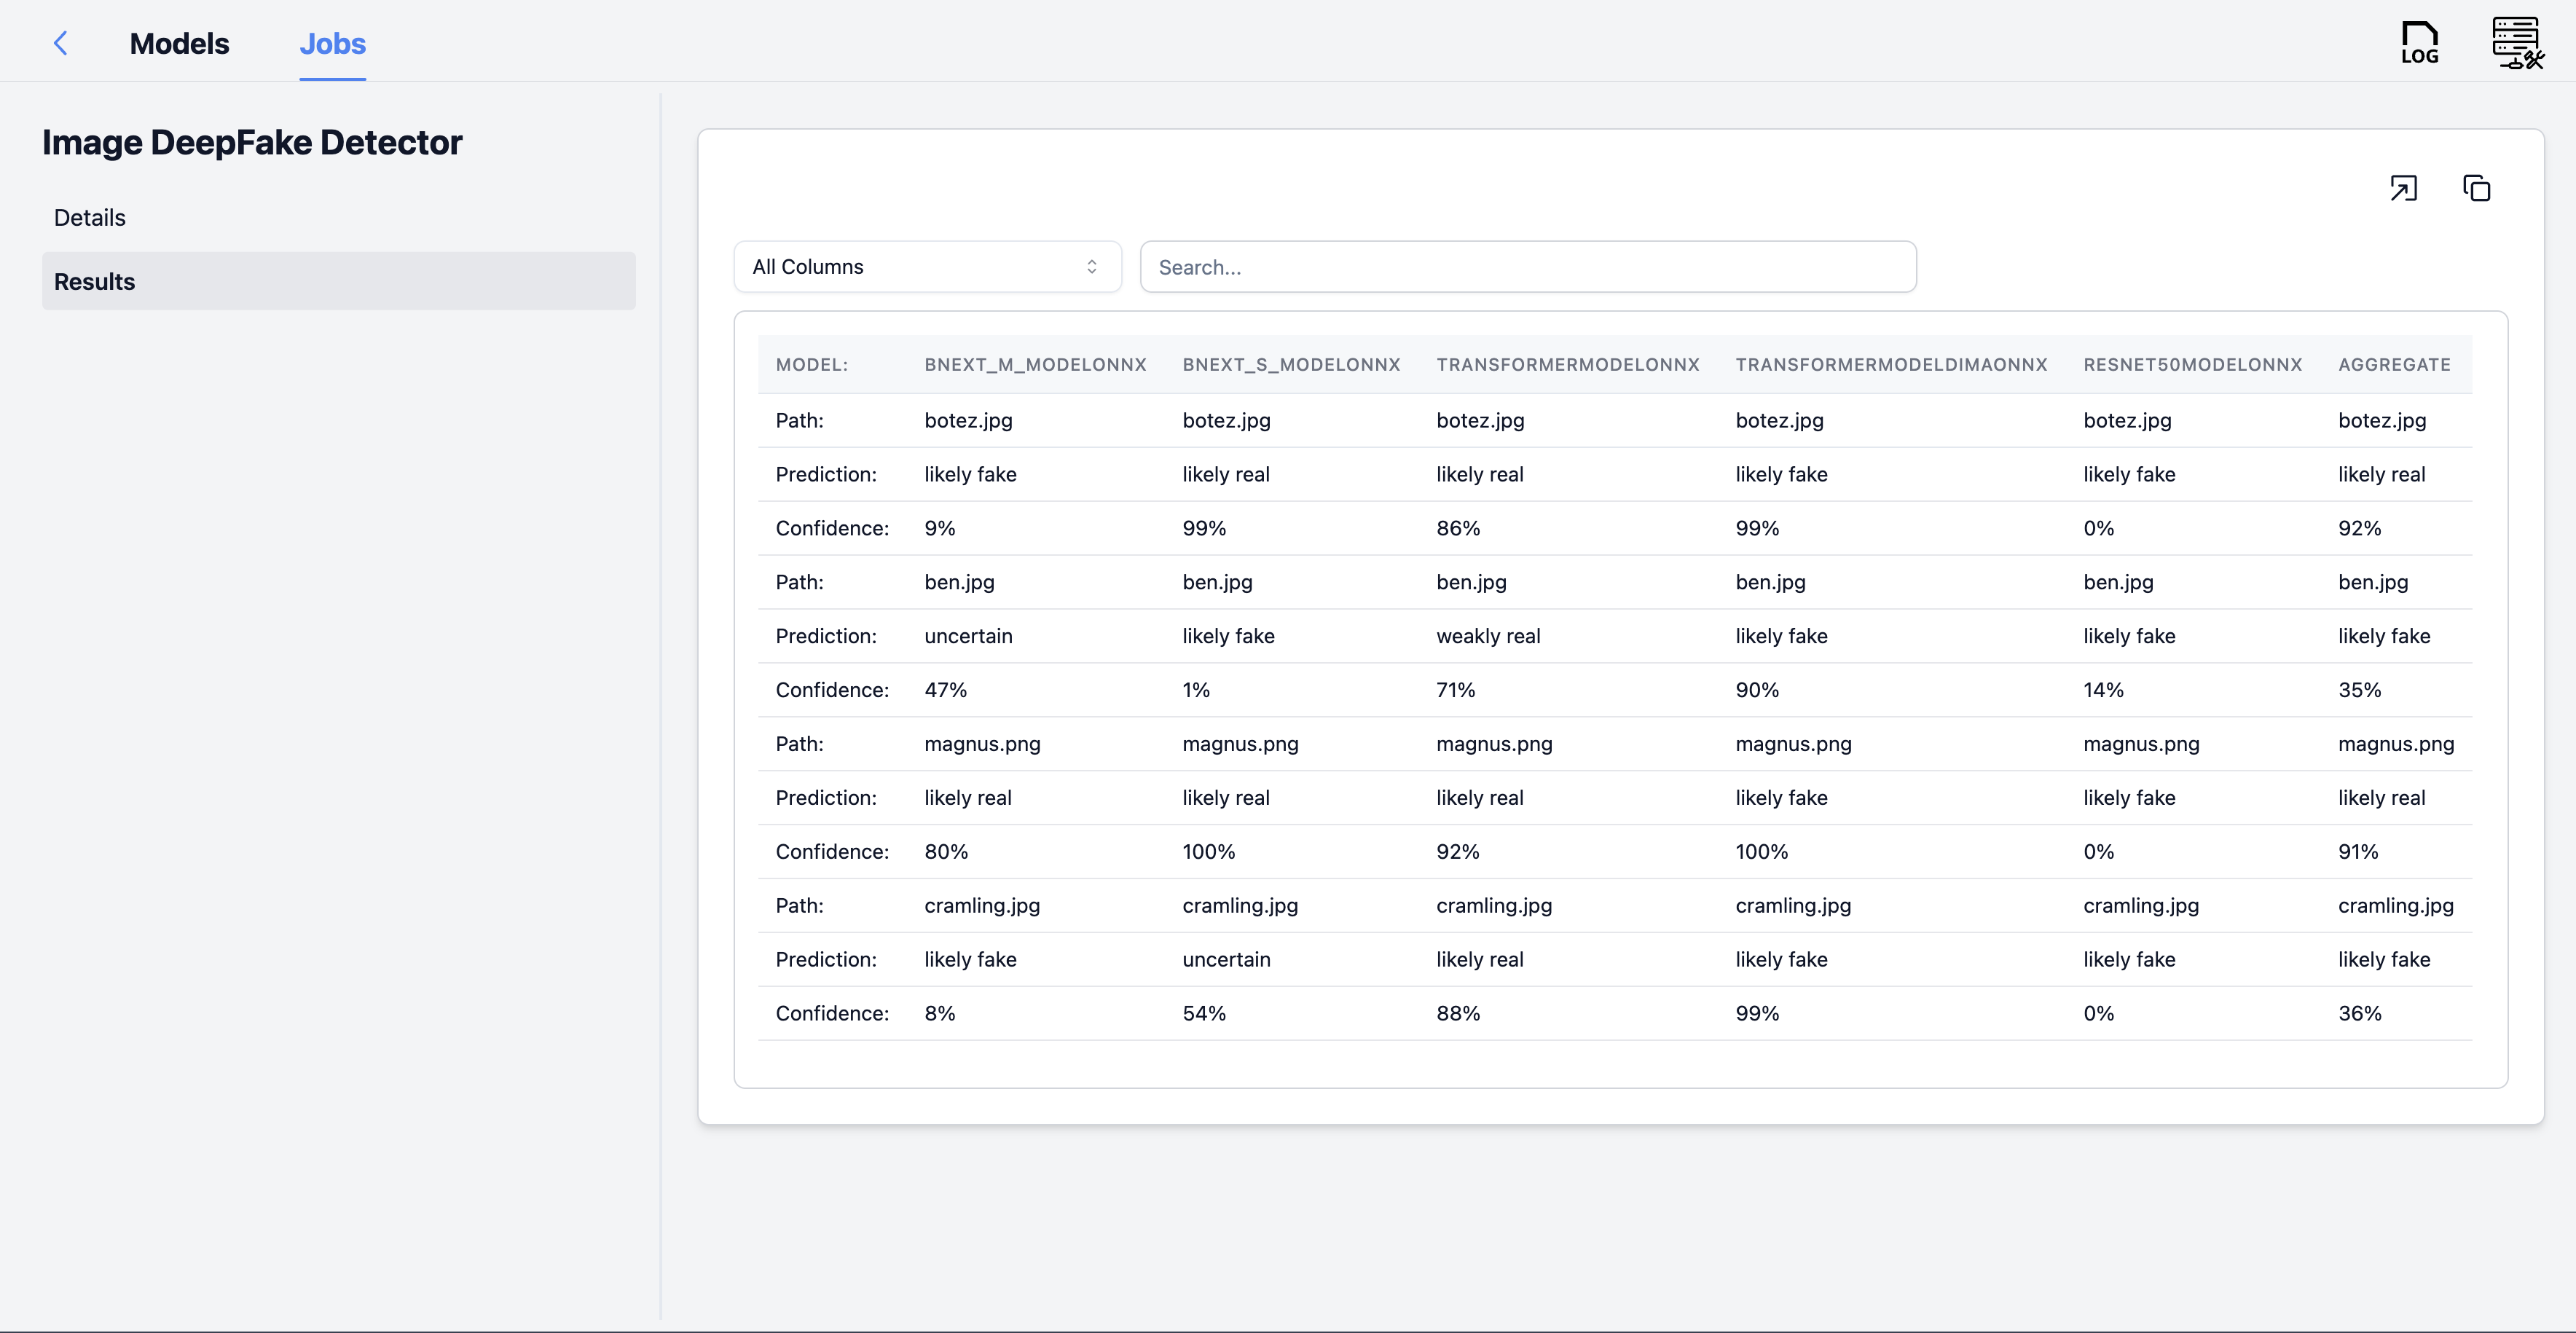 Models Jobs LOG
Image DeepFake Detector
Details
Results
All Columns Search...
MODEL: BNEXT_M_MODELONNX BNEXT_S_MODELONNX TRANSFORMERMODELONNX TRANSFORMERMODELDIMAONNX RESNET50MODELONNX AGGREGATE
Path: botez.jpg botez.jpg botez.jpg botez.jpg botez.jpg botez.jpg
Prediction: likely fake likely real likely real likely fake likely fake likely real
Confidence: 9% 99% 86% 99% 0% 92%
Path: ben.jpg ben.jpg ben.jpg ben.jpg ben.jpg ben.jpg
Prediction: uncertain likely fake weakly real likely fake likely fake likely fake
Confidence: 47% 1% 71% 90% 14% 35%
Path: magnus.png magnus.png magnus.png magnus.png magnus.png magnus.png
Prediction: likely real likely real likely real likely fake likely fake likely real
Confidence: 80% 100% 92% 100% 0% 91%
Path: cramling.jpg cramling.jpg cramling.jpg cramling.jpg cramling.jpg cramling.jpg
Prediction: likely fake uncertain likely real likely fake likely fake likely fake
Confidence: 8% 54% 88% 99% 0% 36%